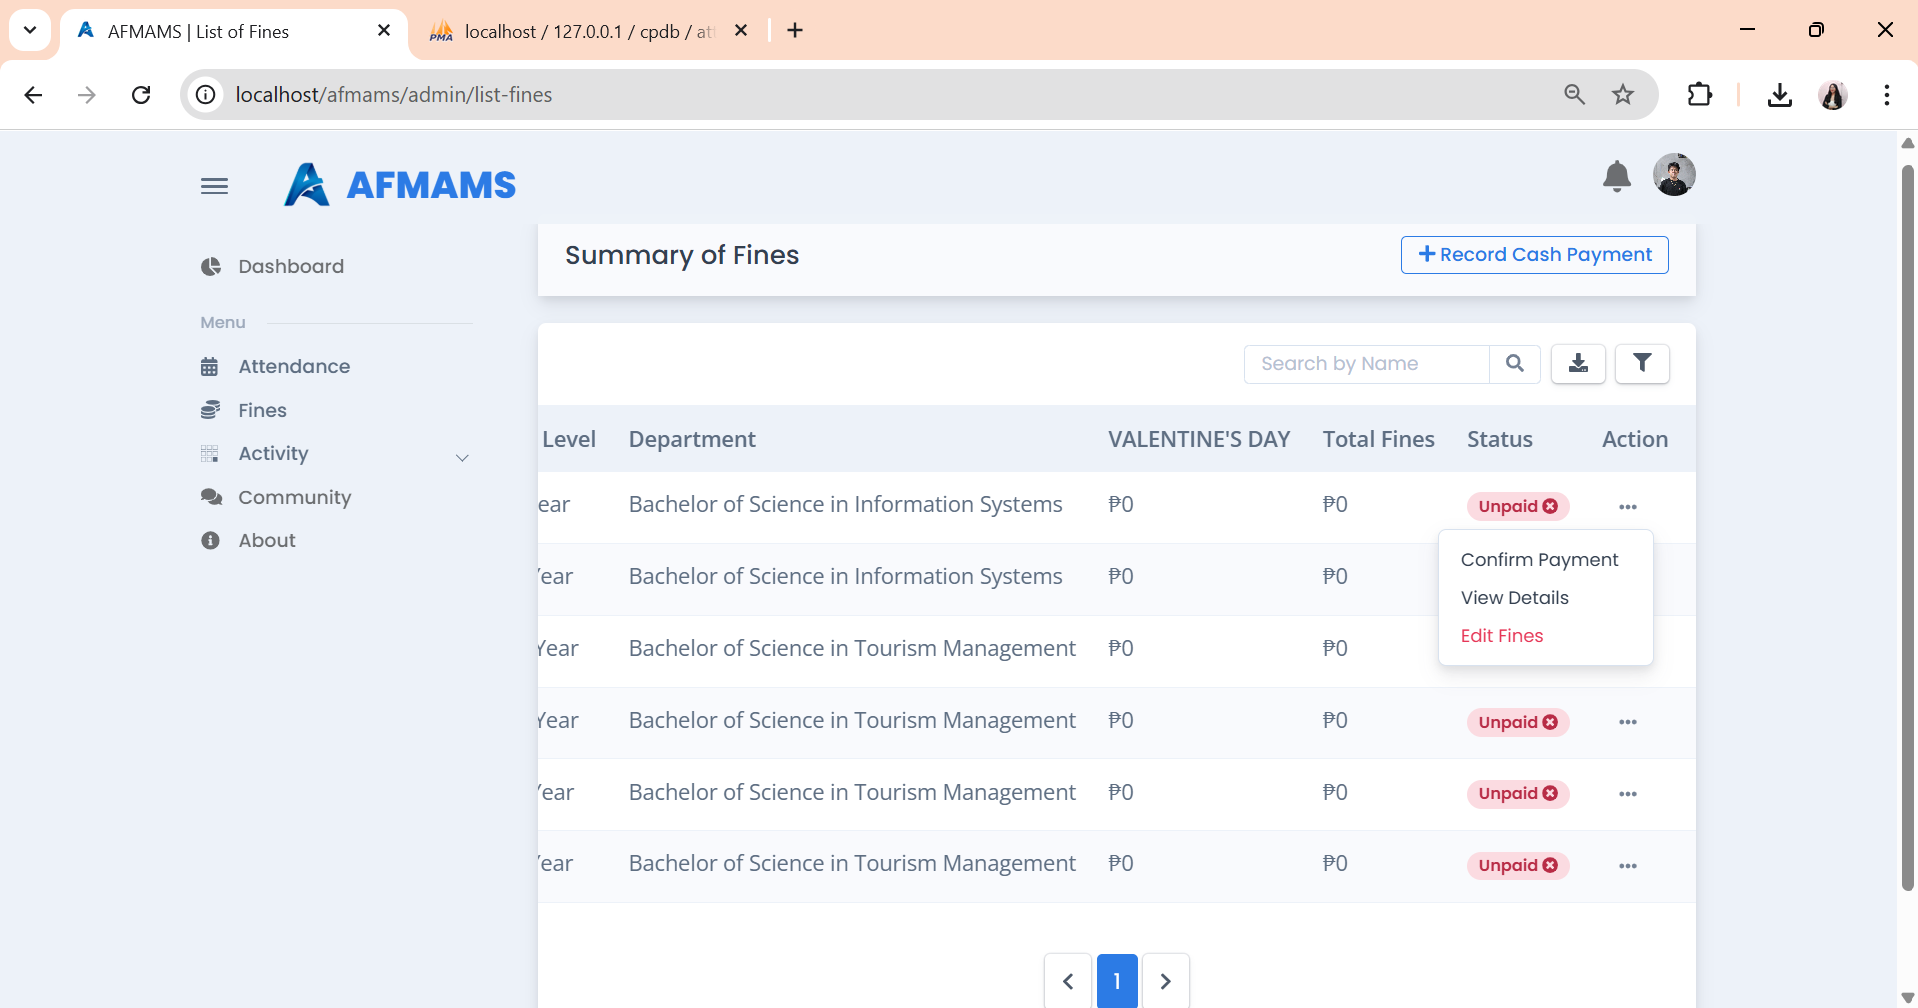 AFMAMS | List of Fines
localhost / 127.0.0.1 / cpdb / att
localhost/afmams/admin/list-fines
AFMAMS
Dashboard
Menu
Attendance
Fines
Activity
Community
About
Summary of Fines
Record Cash Payment
Search by Name
Level Department VALENTINE'S DAY Total Fines Status Action
ear Bachelor of Science in Information Systems ₱0 ₱0 Unpaid
Year Bachelor of Science in Information Systems ₱0 ₱0
Year Bachelor of Science in Tourism Management ₱0 ₱0
Year Bachelor of Science in Tourism Management ₱0 ₱0 Unpaid
Year Bachelor of Science in Tourism Management ₱0 ₱0 Unpaid
Year Bachelor of Science in Tourism Management ₱0 ₱0 Unpaid
Confirm Payment
View Details
Edit Fines
1